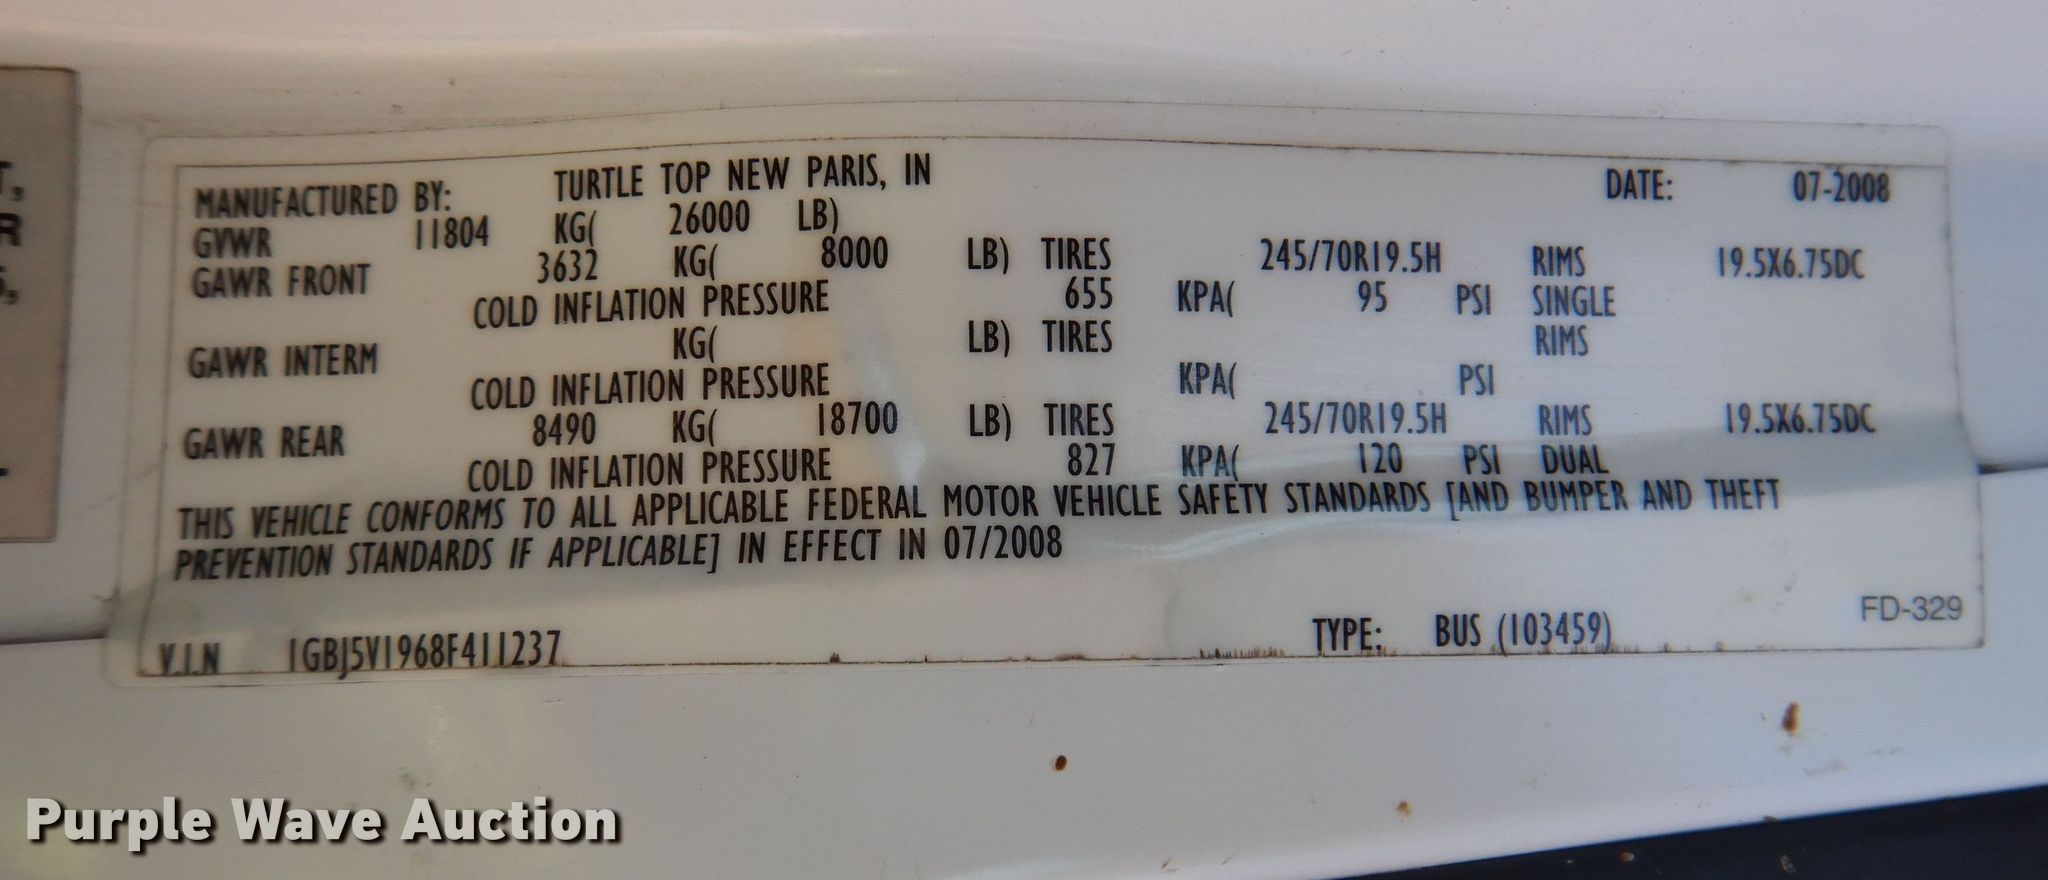 MANUFACTURED BY: TURTLE TOP NEW PARIS, IN DATE: 07-2008
GVWR 11804 KG( 26000 LB)
GAWR FRONT 3632 KG( 8000 LB) TIRES 245/70R19.5H RIMS 19.5X6.75DC
COLD INFLATION PRESSURE 655 KPA( 95 PSI SINGLE
GAWR INTERM KG( LB) TIRES RIMS
COLD INFLATION PRESSURE KPA( PSI
GAWR REAR 8490 KG( 18700 LB) TIRES 245/70R19.5H RIMS 19.5X6.75DC
COLD INFLATION PRESSURE 827 KPA( 120 PSI DUAL
THIS VEHICLE CONFORMS TO ALL APPLICABLE FEDERAL MOTOR VEHICLE SAFETY STANDARDS [AND BUMPER AND THEFT
PREVENTION STANDARDS IF APPLICABLE] IN EFFECT IN 07/2008
FD-329
V.I.N 1GBJ5V1968F411237 TYPE: BUS (103459)
Purple Wave Auction